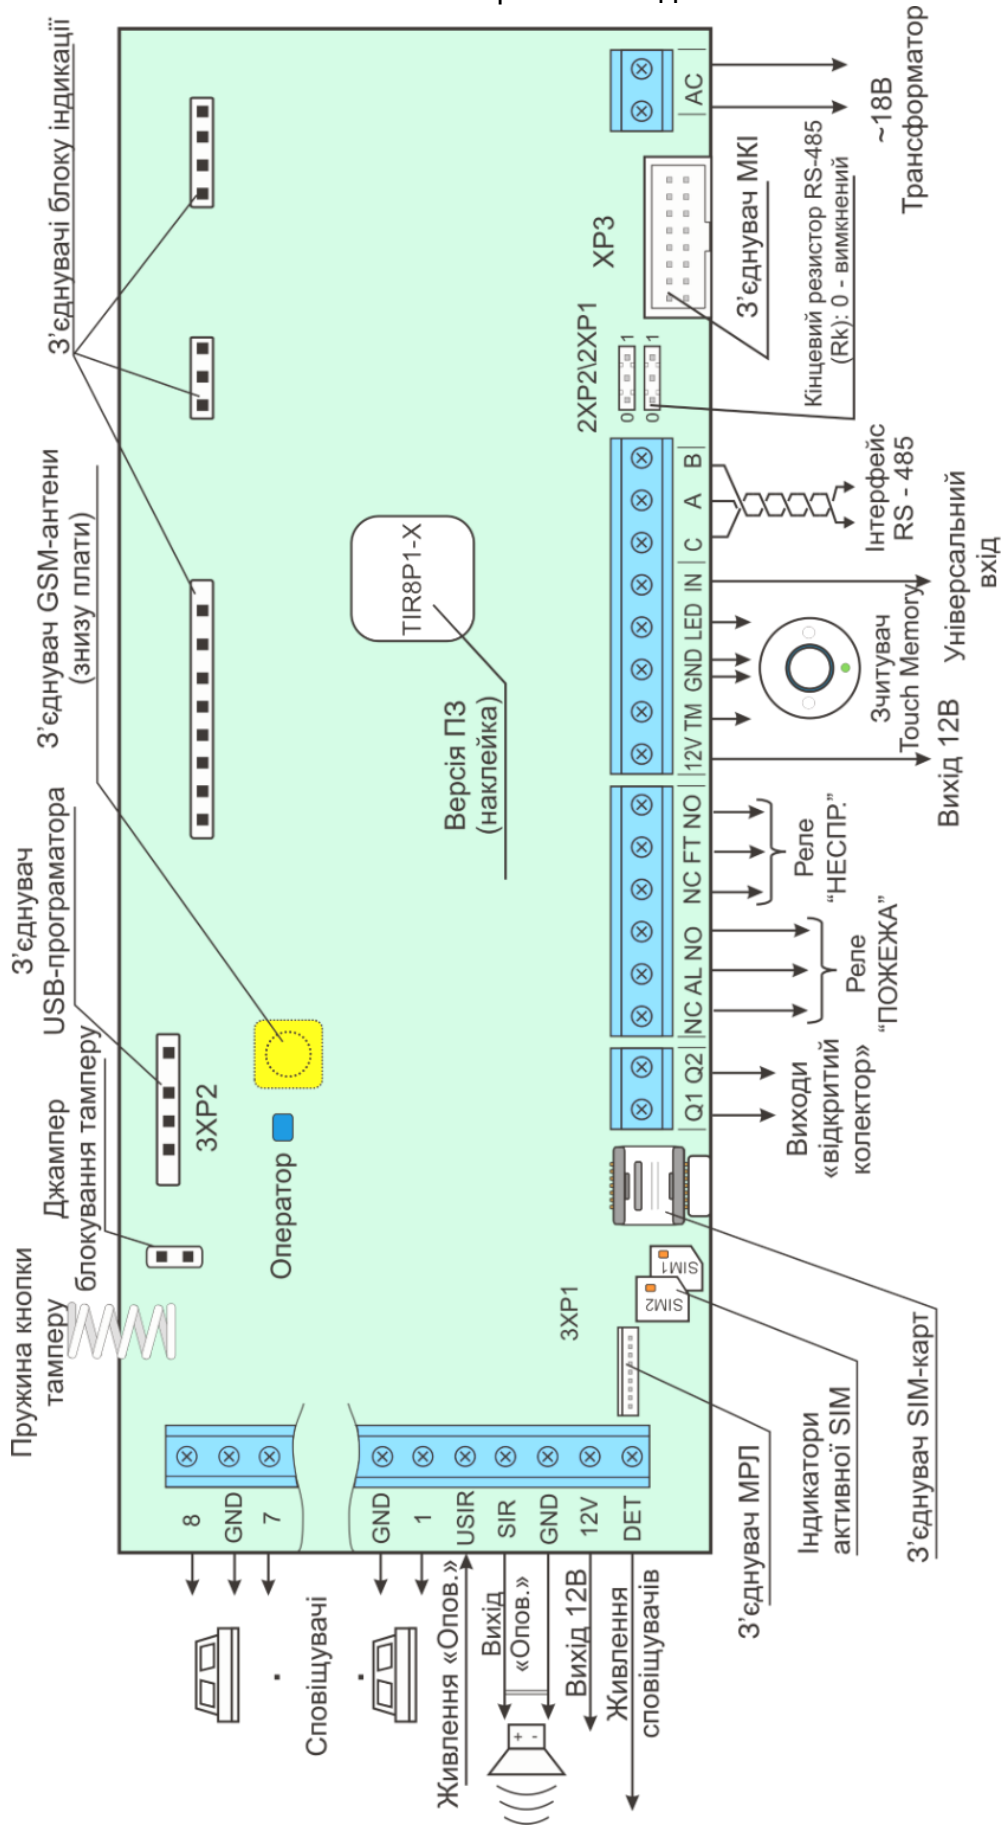 З’єднувачі блоку індикації
З’єднувач GSM-антени
(знизу плати)
З’єднувач
USB-програматора
Джампер
блокування тамперу
Пружина кнопки
тамперу
3XP2
Оператор
TIR8P1-X
Версія ПЗ
(наклейка)
8
GND
7
GND
1
USIR
SIR
GND
12V
DET
Сповіщувачі
Живлення «Опов.»
Вихід
«Опов.»
+
-
Вихід 12В
Живлення
сповіщувачів
3XP1
З’єднувач МРЛ
SIM2
SIM1
Індикатори
активної SIM
З’єднувач SIM-карт
Q1 Q2
Виходи
«відкритий
колектор»
NC AL NO
Реле
“ПОЖЕЖА”
NC FT NO
Реле
“НЕСПР.”
12V TM GND LED IN
Вихід 12В
Зчитувач
Touch Memory
Універсальний
вхід
C A B
Інтерфейс
RS - 485
2XP2\2XP1
0 1
0 1
Кінцевий резистор RS-485
(Rk): 0 - вимкнений
XP3
З’єднувач МКІ
AC
~18В
Трансформатор